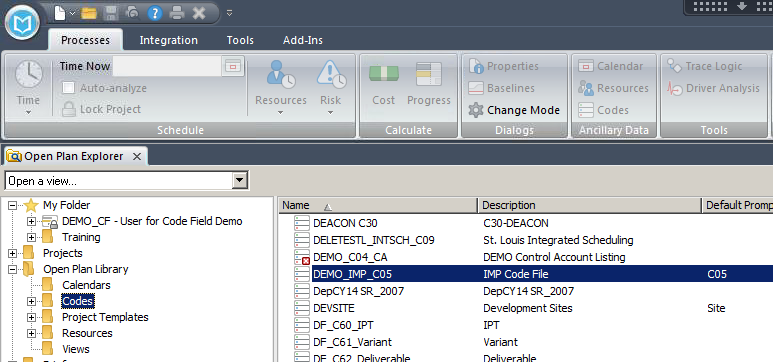 Processes Integration Tools Add-Ins
Time Now
Properties Calendar Trace Logic
Auto-analyze Baselines Resources Driver Analysis
Time Lock Project Resources Risk Cost Progress Change Mode Codes
Schedule Calculate Dialogs Ancillary Data Tools
Open Plan Explorer
Open a view...
Name Description Default Promp
My Folder
DEMO_CF - User for Code Field Demo
Training
Projects
Open Plan Library
Calendars
Codes
Project Templates
Resources
Views
DEACON C30 C30-DEACON
DELETESTL_INTSCH_C09 St. Louis Integrated Scheduling
DEMO_C04_CA DEMO Control Account Listing
DEMO_IMP_C05 IMP Code File C05
DepCY14 SR_2007 DepCY14 SR_2007
DEVSITE Development Sites Site
DF_C60_IPT IPT
DF_C61_Variant Variant
DF_C62_Deliverable Deliverable